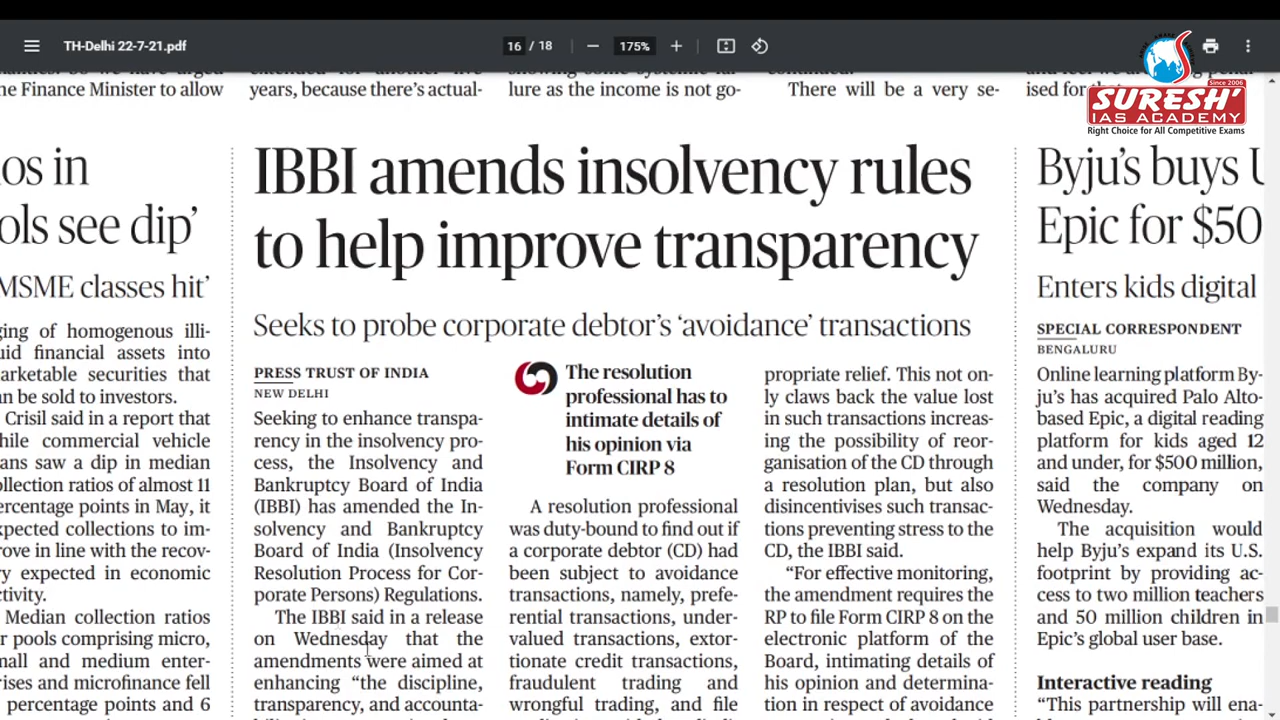 TH-Delhi 22-7-21.pdf
16 / 18
175%
Since 2006
SURESH'
IAS ACADEMY
Right Choice for All Competitive Exams
he Finance Minister to allow
years, because there's actual-
lure as the income is not go-
There will be a very se-
ised for
os in
ols see dip'
MSME classes hit'
ging of homogenous illi-
uid financial assets into
arketable securities that
an be sold to investors.
Crisil said in a report that
hile commercial vehicle
ans saw a dip in median
ollection ratios of almost 11
ercentage points in May, it
xpected collections to im-
rove in line with the recov-
ry expected in economic
ctivity.
Median collection ratios
r pools comprising micro,
mall and medium enter-
rises and microfinance fell
percentage points and 6
IBBI amends insolvency rules
to help improve transparency
Seeks to probe corporate debtor's 'avoidance' transactions
PRESS TRUST OF INDIA
NEW DELHI
Seeking to enhance transpa-
rency in the insolvency pro-
cess, the Insolvency and
Bankruptcy Board of India
(IBBI) has amended the In-
solvency and Bankruptcy
Board of India (Insolvency
Resolution Process for Cor-
porate Persons) Regulations.
The IBBI said in a release
on Wednesday that the
amendments were aimed at
enhancing "the discipline,
transparency, and accounta-
The resolution
professional has to
intimate details of
his opinion via
Form CIRP 8
A resolution professional
was duty-bound to find out if
a corporate debtor (CD) had
been subject to avoidance
transactions, namely, prefe-
rential transactions, under-
valued transactions, extor-
tionate credit transactions,
fraudulent trading and
wrongful trading, and file
propriate relief. This not on-
ly claws back the value lost
in such transactions increas-
ing the possibility of reor-
ganisation of the CD through
a resolution plan, but also
disincentivises such transac-
tions preventing stress to the
CD, the IBBI said.
"For effective monitoring,
the amendment requires the
RP to file Form CIRP 8 on the
electronic platform of the
Board, intimating details of
his opinion and determina-
tion in respect of avoidance
Byju's buys U
Epic for $50
Enters kids digital
SPECIAL CORRESPONDENT
BENGALURU
Online learning platform By-
ju's has acquired Palo Alto-
based Epic, a digital reading
platform for kids aged 12
and under, for $500 million,
said the company on
Wednesday.
The acquisition would
help Byju's expand its U.S.
footprint by providing ac-
cess to two million teachers
and 50 million children in
Epic's global user base.
Interactive reading
"This partnership will ena-